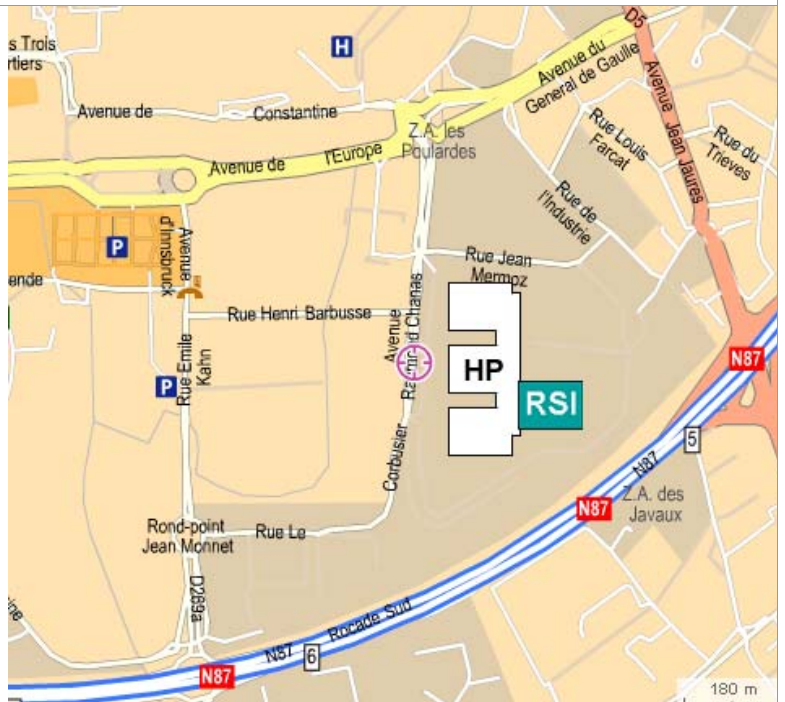 D5
s Trois
rtiers
H
Avenue du
General de Gaulle
P
Avenue de
Constantine
Z.A. les
Poulardes
Avenue Jean Jaures
Rue Louis
Farcat
Rue du
Trieves
Avenue de
l'Europe
Rue de
l'Industrie
P
Avenue
d'Innsbruck
Rue Jean
Mermoz
ende
Rue Henri Barbusse
Avenue
Raymond Chanas
Rue Emile
Kahn
P
HP
RSI
N87
5
N87
Corbusier
Z.A. des
Javaux
N87
Rond-point
Jean Monnet
Rue Le
D269a
ine
Rocade Sud
N87
6
N87
180 m